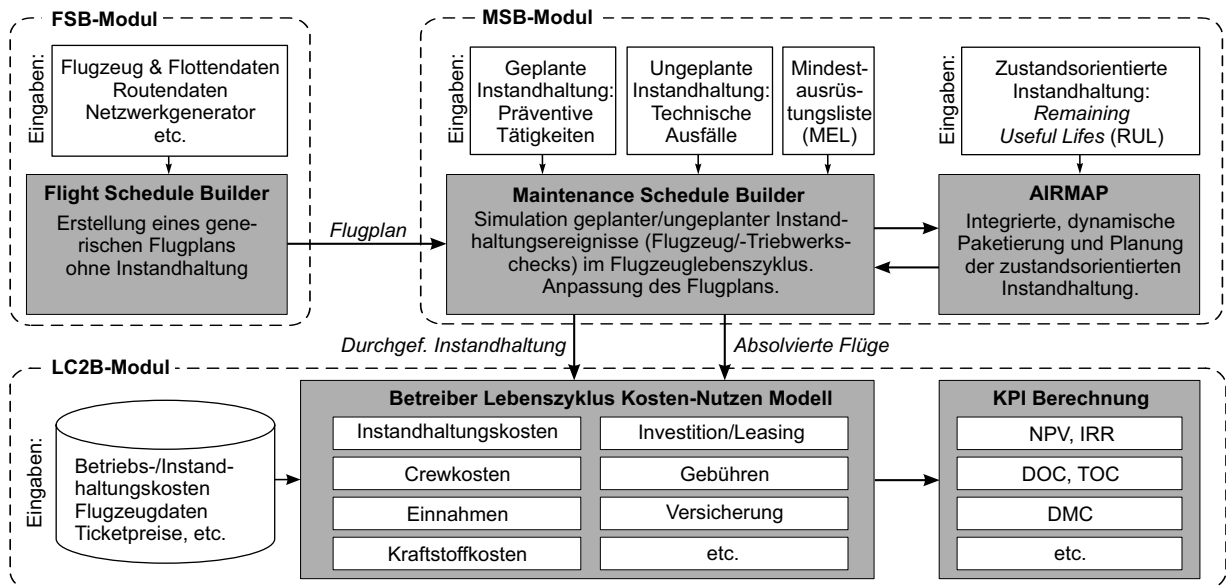 FSB-Modul
Eingaben:
Flugzeug & Flottendaten
Routendaten
Netzwerkgenerator
etc.
Flight Schedule Builder
Erstellung eines gene-
rischen Flugplans
ohne Instandhaltung
Flugplan
MSB-Modul
Eingaben:
Geplante
Instandhaltung:
Präventive
Tätigkeiten
Ungeplante
Instandhaltung:
Technische
Ausfälle
Mindest-
ausrüs-
tungsliste
(MEL)
Eingaben:
Zustandsorientierte
Instandhaltung:
Remaining
Useful Lifes (RUL)
Maintenance Schedule Builder
Simulation geplanter/ungeplanter Instand-
haltungsereignisse (Flugzeug/-Triebwerks-
checks) im Flugzeuglebenszyklus.
Anpassung des Flugplans.
AIRMAP
Integrierte, dynamische
Paketierung und Planung
der zustandsorientierten
Instandhaltung.
Durchgef. Instandhaltung
Absolvierte Flüge
LC2B-Modul
Eingaben:
Betriebs-/Instand-
haltungskosten
Flugzeugdaten
Ticketpreise, etc.
Betreiber Lebenszyklus Kosten-Nutzen Modell
Instandhaltungskosten
Investition/Leasing
Crewkosten
Gebühren
Einnahmen
Versicherung
Kraftstoffkosten
etc.
KPI Berechnung
NPV, IRR
DOC, TOC
DMC
etc.